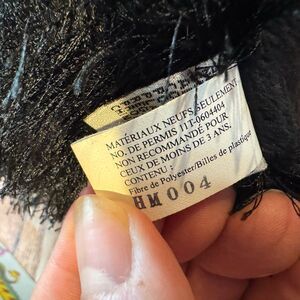 MATÉRIAUX NEUFS SEULEMENT
NO. DE PERMIS 11T-0604404
NON RECOMMANDÉ POUR
CEUX DE MOINS DE 3 ANS.
CONTENU :
Fibre de Polyester/Billes de plastique
HM004